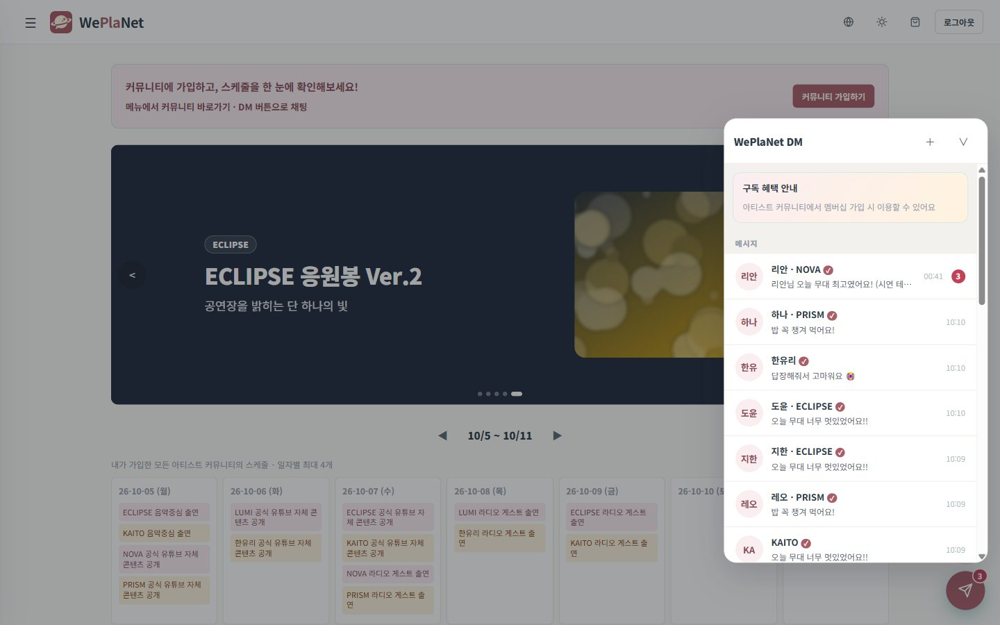 WePlaNet
로그아웃
커뮤니티에 가입하고, 스케줄을 한 눈에 확인해보세요!
메뉴에서 커뮤니티 바로가기 · DM 버튼으로 채팅
커뮤니티 가입하기
ECLIPSE
ECLIPSE 응원봉 Ver.2
공연장을 밝히는 단 하나의 빛
<
◀ 10/5 ~ 10/11 ▶
내가 가입한 모든 아티스트 커뮤니티의 스케줄 · 일자별 최대 4개
26-10-05 (월)
ECLIPSE 음악중심 출연
KAITO 음악중심 출연
NOVA 공식 유튜브 자체
콘텐츠 공개
PRISM 공식 유튜브 자체
콘텐츠 공개
26-10-06 (화)
LUMI 공식 유튜브 자체 콘
텐츠 공개
한유리 공식 유튜브 자체
콘텐츠 공개
26-10-07 (수)
ECLIPSE 공식 유튜브 자
체 콘텐츠 공개
KAITO 공식 유튜브 자체
콘텐츠 공개
NOVA 라디오 게스트 출연
PRISM 라디오 게스트 출
연
26-10-08 (목)
LUMI 라디오 게스트 출연
한유리 라디오 게스트 출
연
26-10-09 (금)
ECLIPSE 라디오 게스트
출연
KAITO 라디오 게스트 출
연
26-10-10
WePlaNet DM
구독 혜택 안내
아티스트 커뮤니티에서 멤버십 가입 시 이용할 수 있어요
메시지
리안
리안 · NOVA
리안님 오늘 무대 최고였어요! (시연 테…
00:41
3
하나
하나 · PRISM
밥 꼭 챙겨 먹어요!
10:10
한유
한유리
답장해줘서 고마워요
10:10
도윤
도윤 · ECLIPSE
오늘 무대 너무 멋있었어요!!
10:10
지한
지한 · ECLIPSE
오늘 무대 너무 멋있었어요!!
10:09
레오
레오 · PRISM
밥 꼭 챙겨 먹어요!
10:09
KA
KAITO
오늘 무대 너무 멋있었어요!!
10:09
3